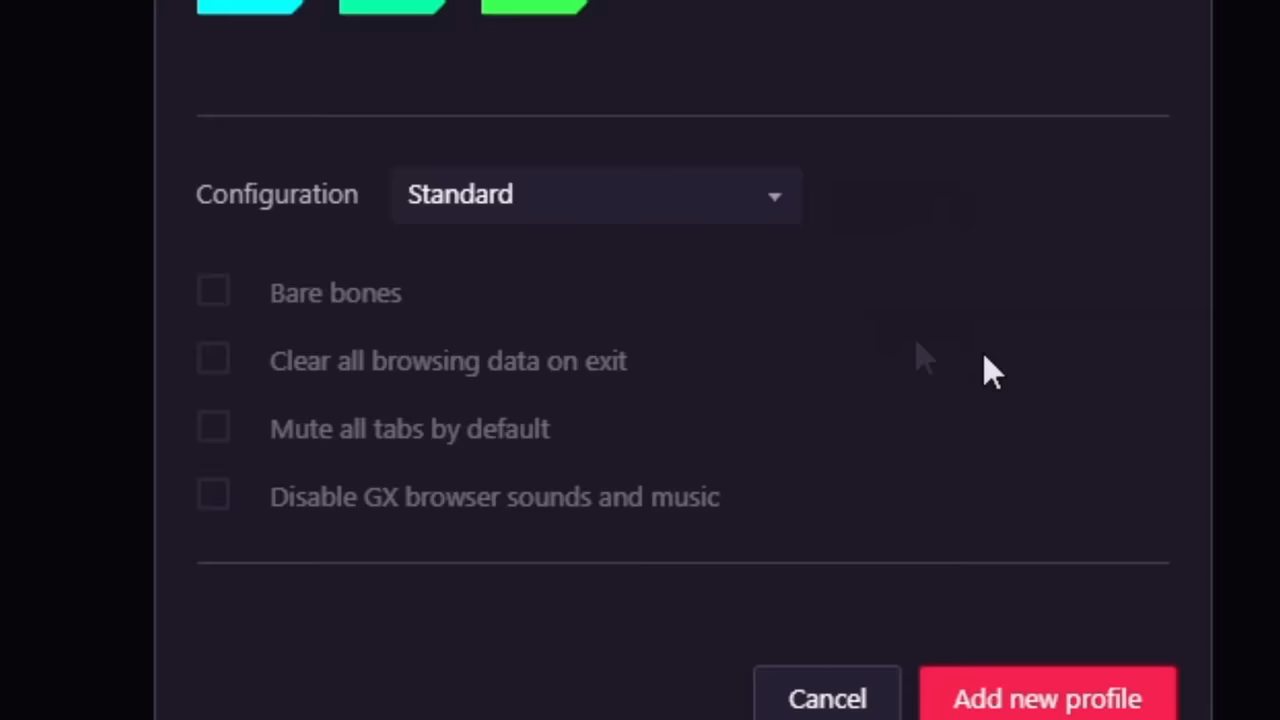 Configuration Standard
Bare bones
Clear all browsing data on exit
Mute all tabs by default
Disable GX browser sounds and music
Cancel Add new profile